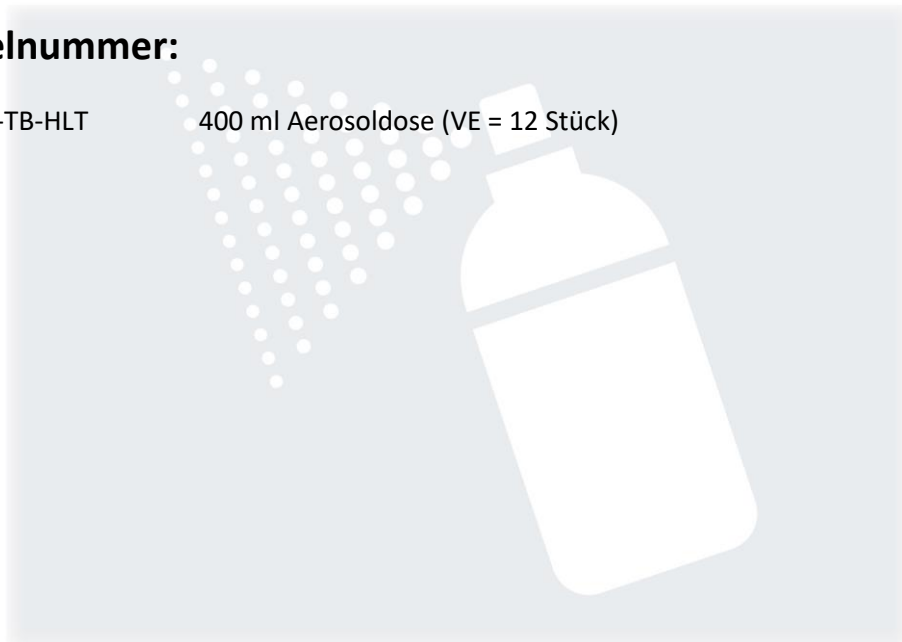 elnummer:
-TB-HLT 400 ml Aerosoldose (VE = 12 Stück)